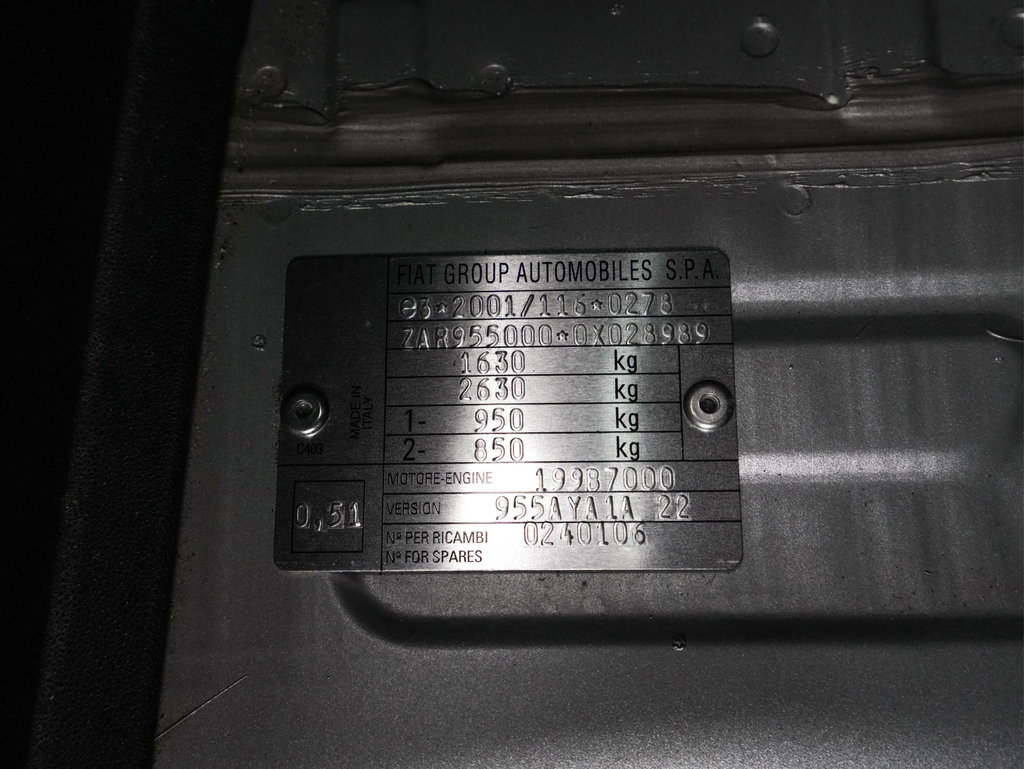 FIAT GROUP AUTOMOBILES S.P.A.
e3*2001/116*0278
ZAR955000*0X028989
1630 kg
2630 kg
1- 950 kg
2- 850 kg
MADE IN
ITALY
C403
MOTORE-ENGINE 199B7000
VERSION 955AYA1A 22
Nº PER RICAMBI 0240106
Nº FOR SPARES
0,51